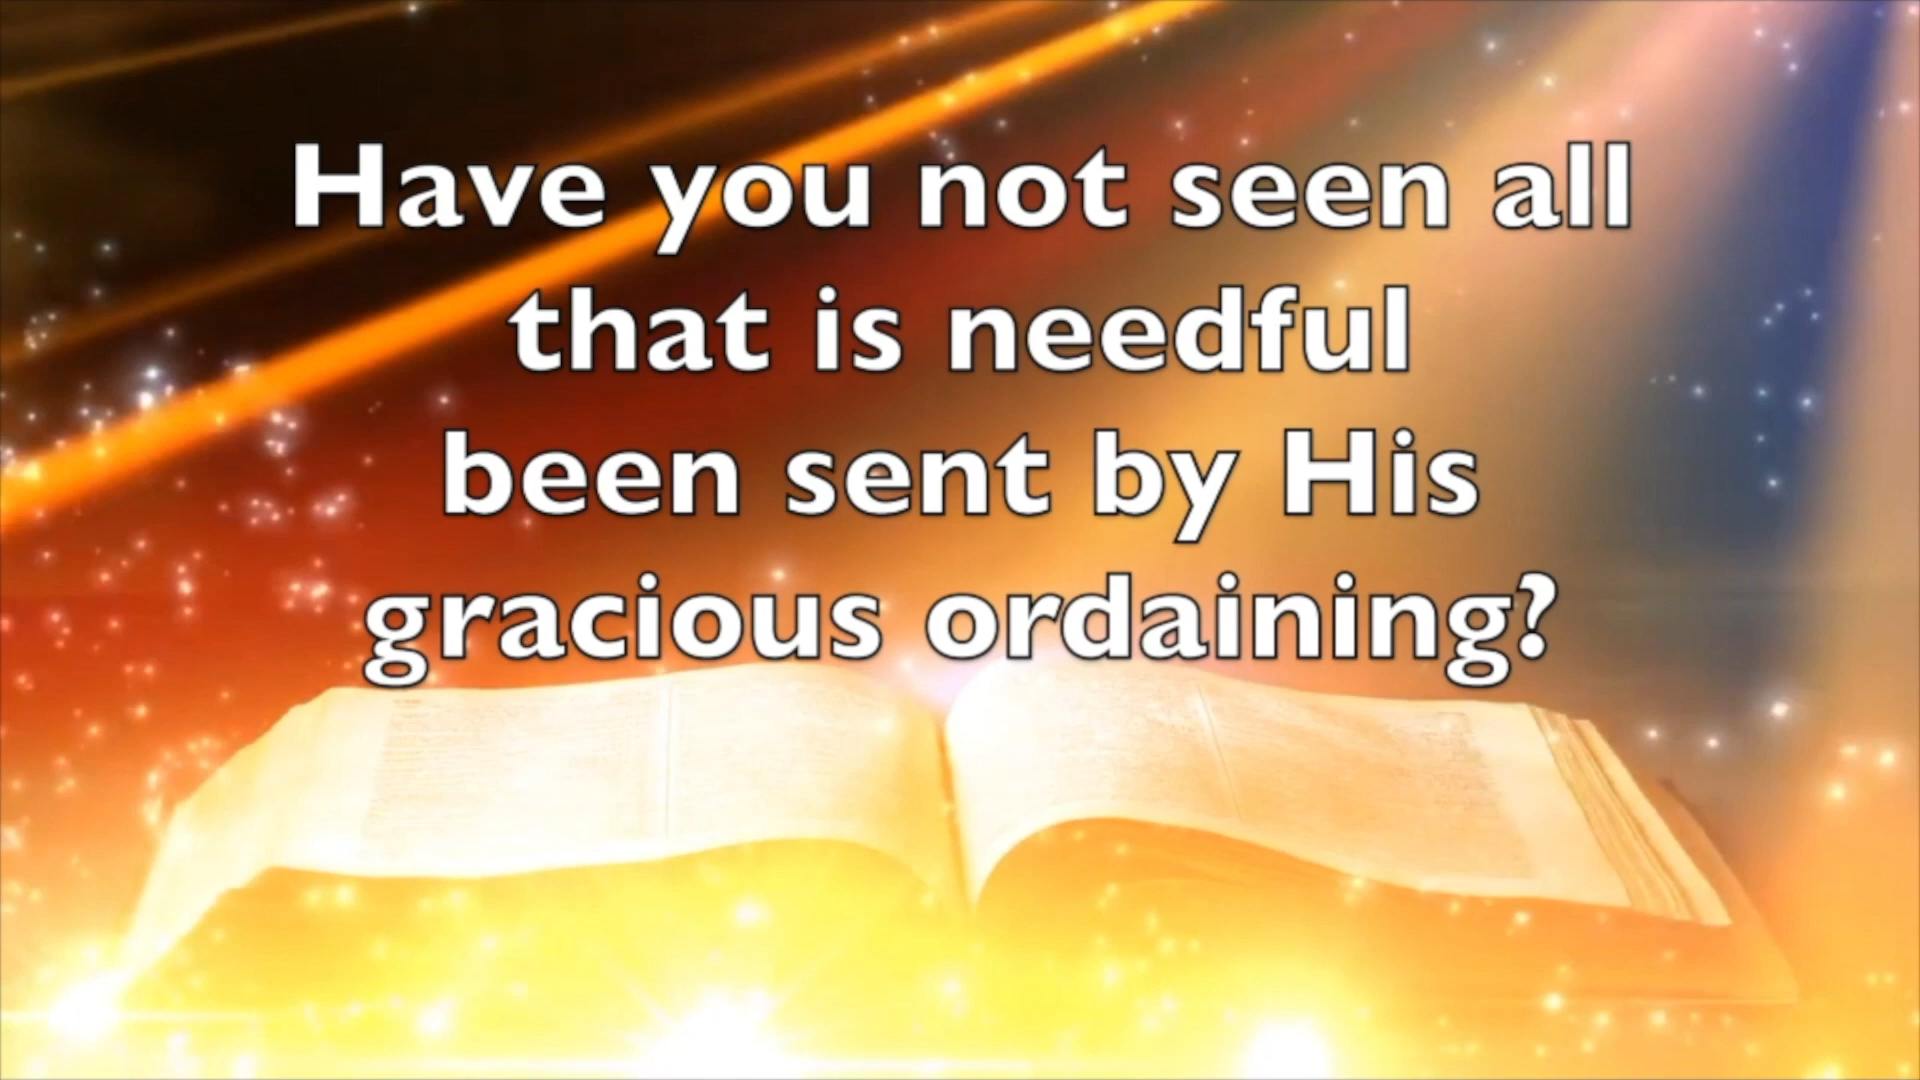 Have you not seen all
that is needful
been sent by His
gracious ordaining?